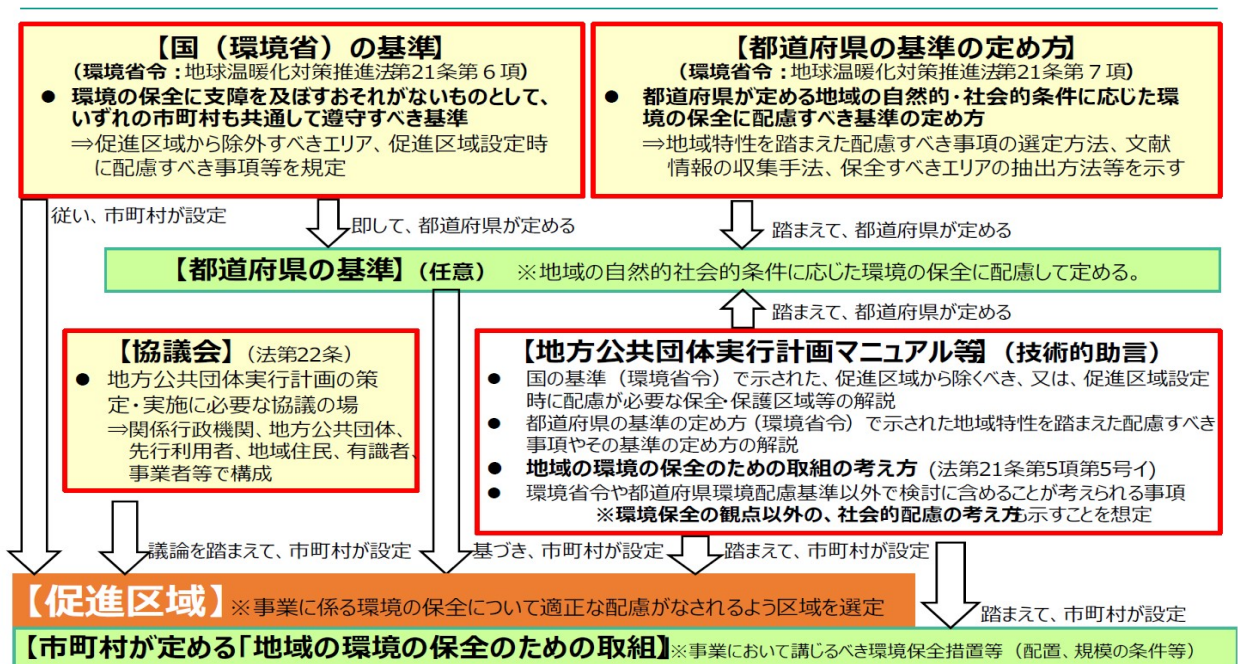 【国（環境省）の基準】
（環境省令：地球温暖化対策推進法第21条第６項）
● 環境の保全に支障を及ぼすおそれがないものとして、
いずれの市町村も共通して遵守すべき基準
⇒促進区域から除外すべきエリア、促進区域設定時
に配慮すべき事項等を規定
【都道府県の基準の定め方】
（環境省令：地球温暖化対策推進法第21条第７項）
● 都道府県が定める地域の自然的・社会的条件に応じた環
境の保全に配慮すべき基準の定め方
⇒地域特性を踏まえた配慮すべき事項の選定方法、文献
情報の収集手法、保全すべきエリアの抽出方法等を示す
従い、市町村が設定
即して、都道府県が定める
踏まえて、都道府県が定める
【都道府県の基準】（任意） ※地域の自然的社会的条件に応じた環境の保全に配慮して定める。
踏まえて、都道府県が定める
【協議会】（法第22条）
● 地方公共団体実行計画の策
定・実施に必要な協議の場
⇒関係行政機関、地方公共団体、
先行利用者、地域住民、有識者、
事業者等で構成
【地方公共団体実行計画マニュアル等】（技術的助言）
● 国の基準（環境省令）で示された、促進区域から除くべき、又は、促進区域設定
時に配慮が必要な保全・保護区域等の解説
● 都道府県の基準の定め方（環境省令）で示された地域特性を踏まえた配慮すべき
事項やその基準の定め方の解説
● 地域の環境の保全のための取組の考え方（法第21条第5項第5号イ）
● 環境省令や都道府県環境配慮基準以外で検討に含めることが考えられる事項
※環境保全の観点以外の、社会的配慮の考え方も示すことを想定
議論を踏まえて、市町村が設定
基づき、市町村が設定
踏まえて、市町村が設定
【促進区域】※事業に係る環境の保全について適正な配慮がなされるよう区域を選定
踏まえて、市町村が設定
【市町村が定める「地域の環境の保全のための取組】※事業において講じるべき環境保全措置等（配置、規模の条件等）